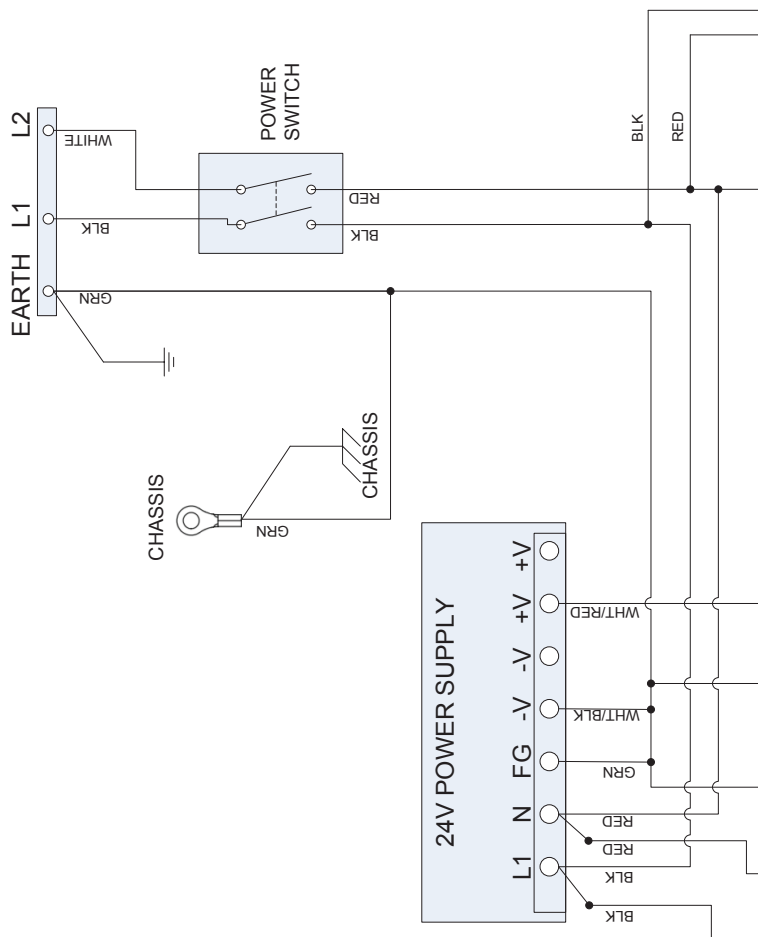 EARTH
L1
L2
GRN
BLK
WHITE
POWER
SWITCH
BLK
RED
BLK
RED
CHASSIS
CHASSIS
GRN
24V POWER SUPPLY
L1
N
FG
-V
-V
+V
+V
BLK
BLK
RED
RED
GRN
WHT/BLK
WHT/RED